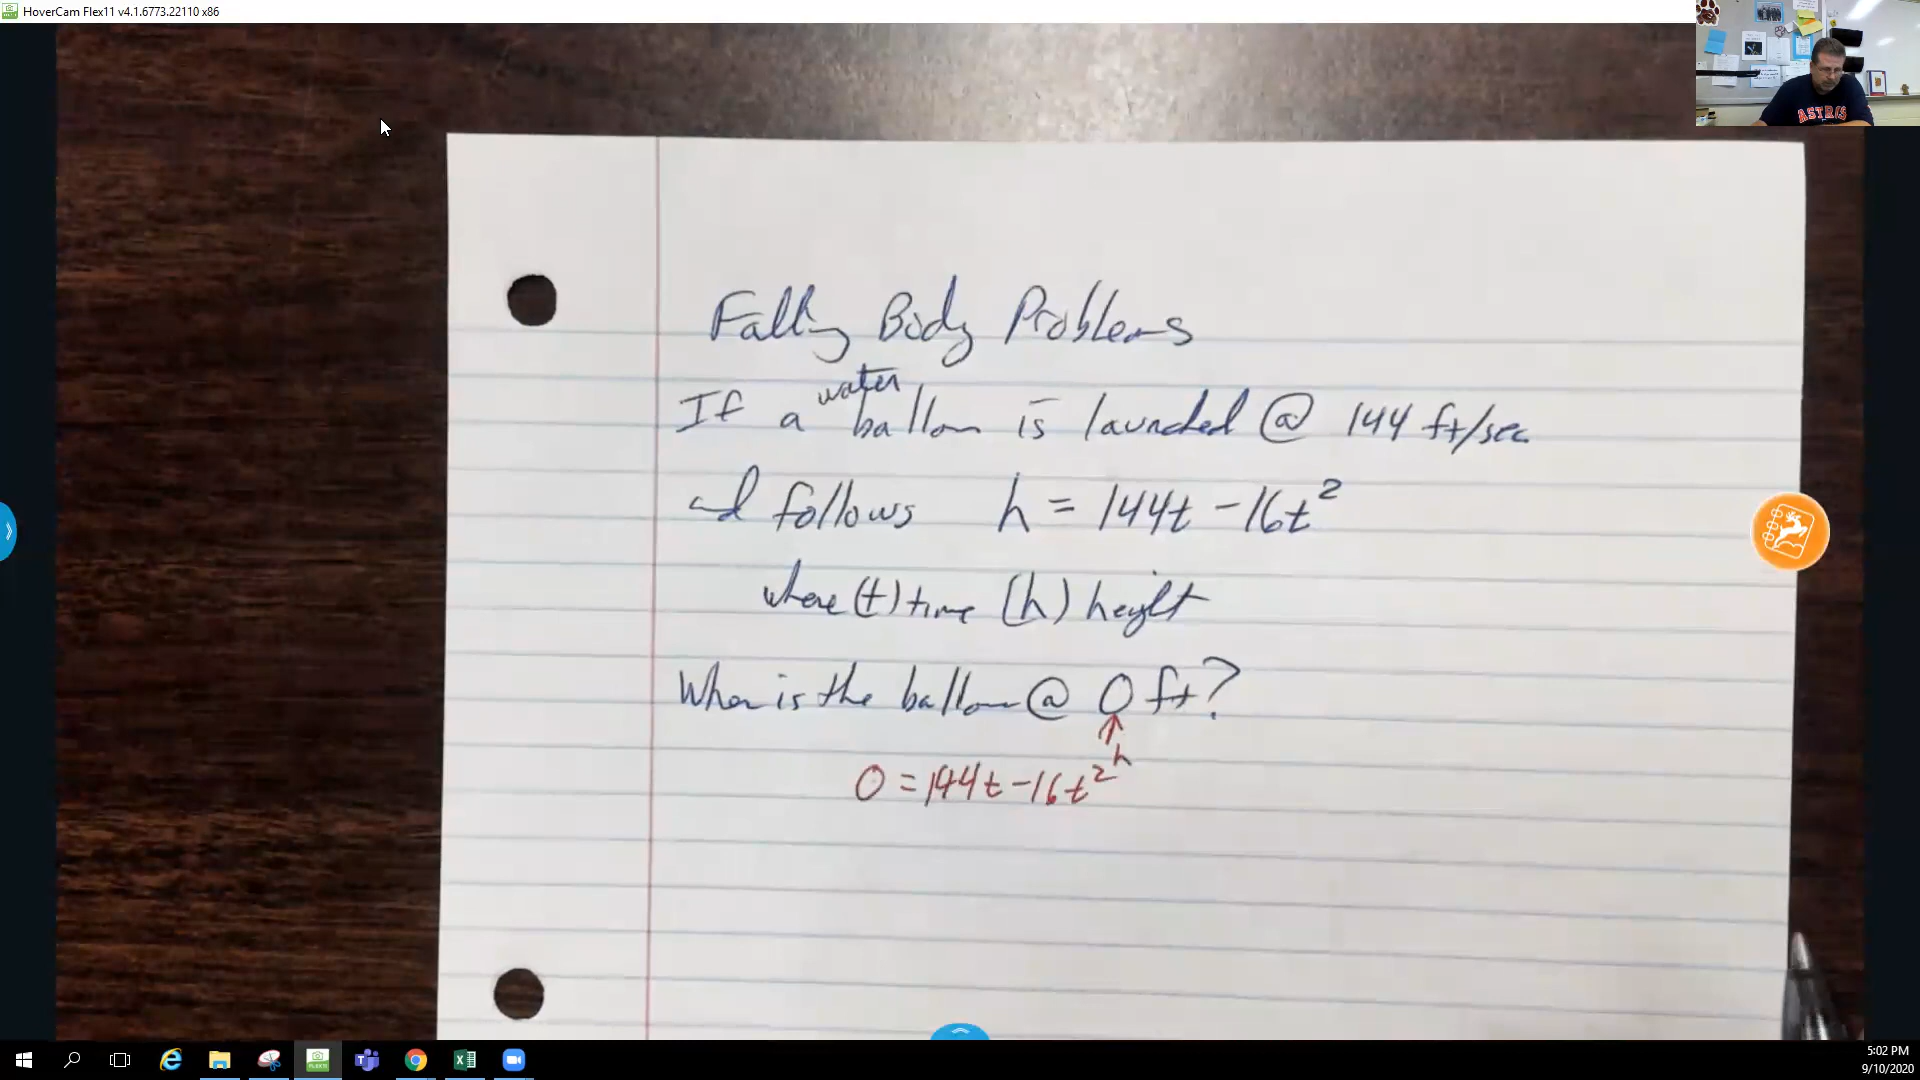 HoverCam Flex11 v4.1.6773.22110 x86
ASTROS
Falling Body Problems
water
If a balloon is launched @ 144 ft/sec
and follows h = 144t - 16t²
where (t) time (h) height
When is the balloon @ 0 ft?
h
0 = 144t - 16t²
5:02 PM
9/10/2020